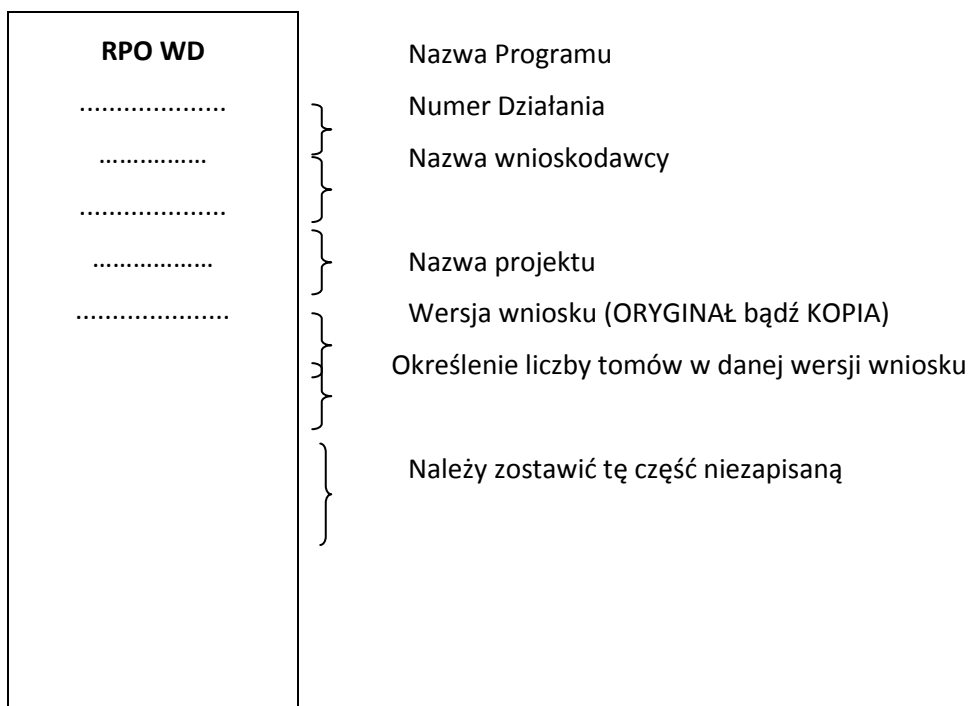 RPO WD Nazwa Programu
.................... Numer Działania
.................. Nazwa wnioskodawcy
....................
.................... Nazwa projektu
..................... Wersja wniosku (ORYGINAŁ bądź KOPIA)
Określenie liczby tomów w danej wersji wniosku
Należy zostawić tę część niezapisaną